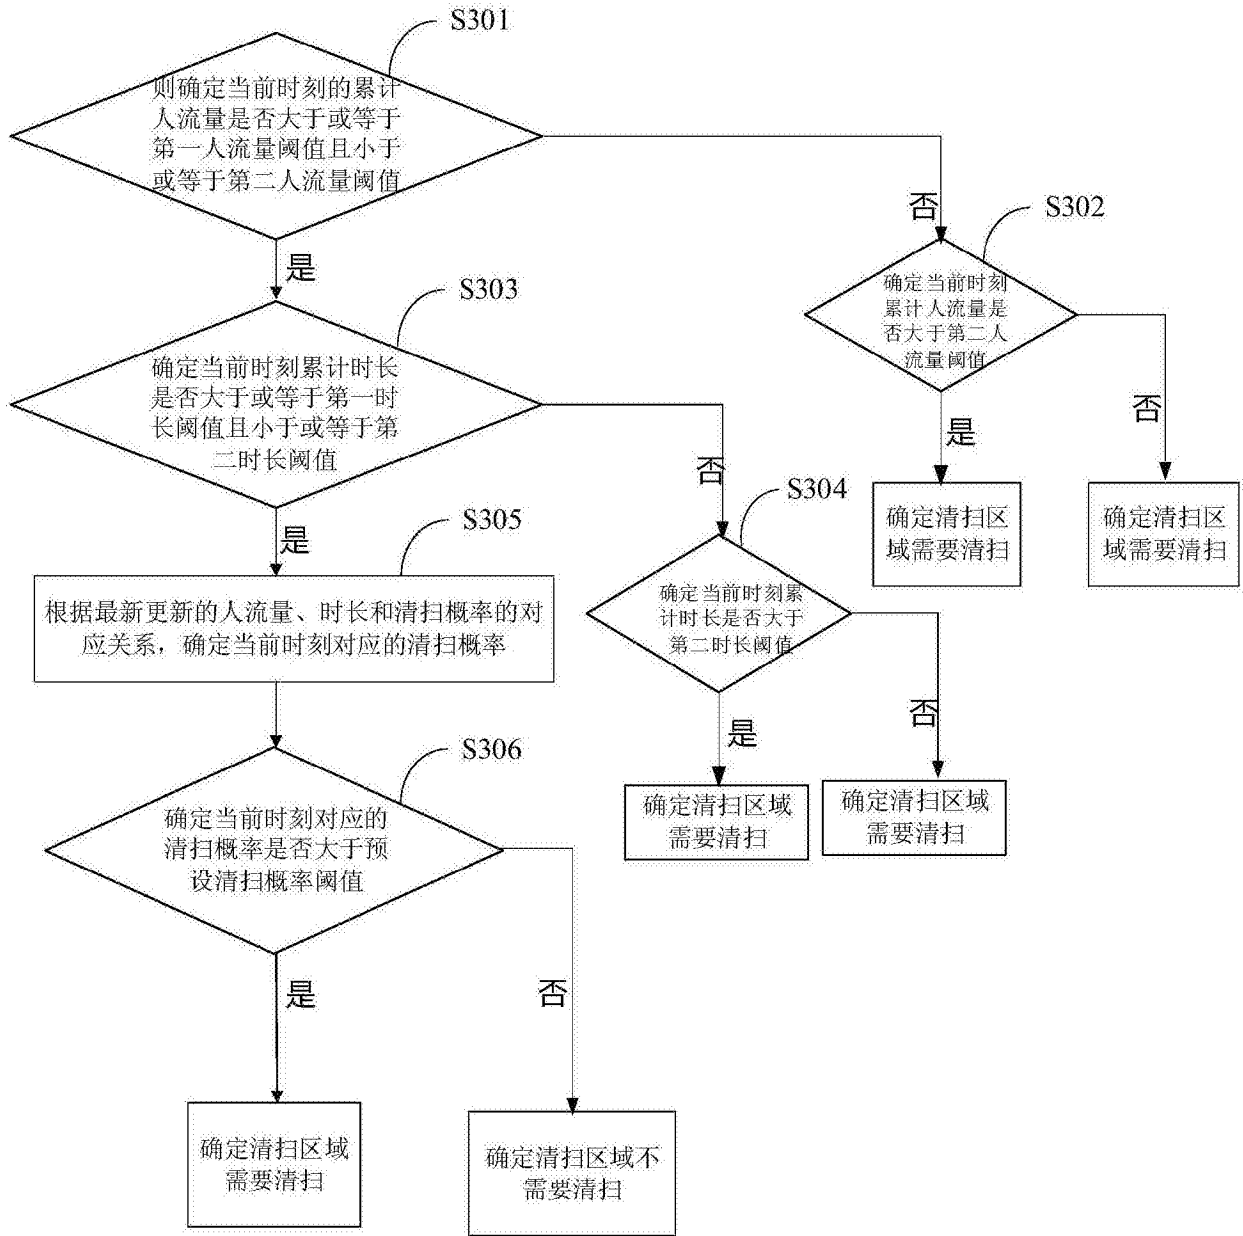 S301
则确定当前时刻的累计
人流量是否大于或等于
第一人流量阈值且小于
或等于第二人流量阈值
否
S302
是
确定当前时刻
累计人流量是
否大于第二人
流量阈值
S303
确定当前时刻累计时长
是否大于或等于第一时
长阈值且小于或等于第
二时长阈值
否
是
否
确定清扫区
域需要清扫
确定清扫区
域需要清扫
S304
S305
是
确定当前时刻累
计时长是否大于
第二时长阈值
根据最新更新的人流量、时长和清扫概率的对
应关系，确定当前时刻对应的清扫概率
是
否
S306
确定清扫区域
需要清扫
确定清扫区域
需要清扫
确定当前时刻对应的
清扫概率是否大于预
设清扫概率阈值
是
否
确定清扫区域
需要清扫
确定清扫区域不
需要清扫